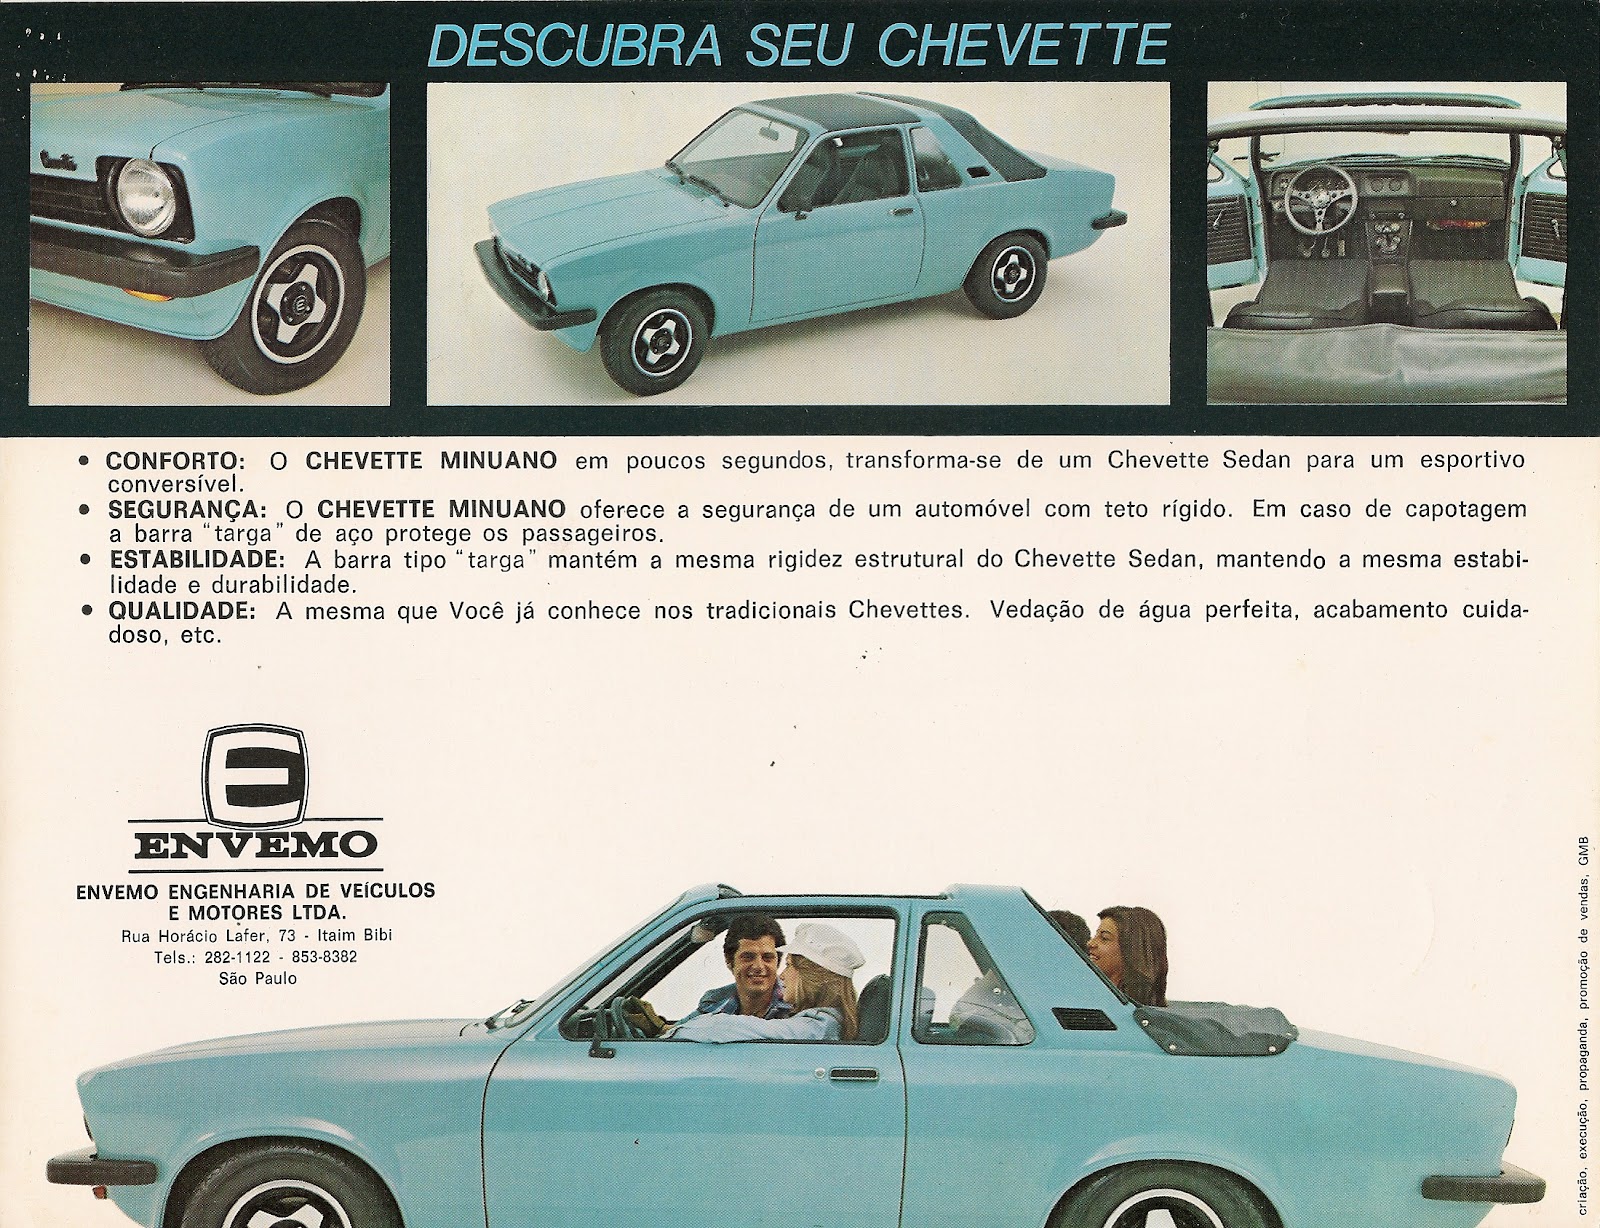 DESCUBRA SEU CHEVETTE
• CONFORTO: O CHEVETTE MINUANO em poucos segundos, transforma-se de um Chevette Sedan para um esportivo
conversível.
• SEGURANÇA: O CHEVETTE MINUANO oferece a segurança de um automóvel com teto rígido. Em caso de capotagem
a barra “targa” de aço protege os passageiros.
• ESTABILIDADE: A barra tipo “targa” mantém a mesma rigidez estrutural do Chevette Sedan, mantendo a mesma estabi-
lidade e durabilidade.
• QUALIDADE: A mesma que Você já conhece nos tradicionais Chevettes. Vedação de água perfeita, acabamento cuida-
doso, etc.
E
ENVEMO
ENVEMO ENGENHARIA DE VEÍCULOS
E MOTORES LTDA.
Rua Horácio Lafer, 73 - Itaim Bibi
Tels.: 282-1122 - 853-8382
São Paulo
criação, execução, propaganda, promoção de vendas, GMB